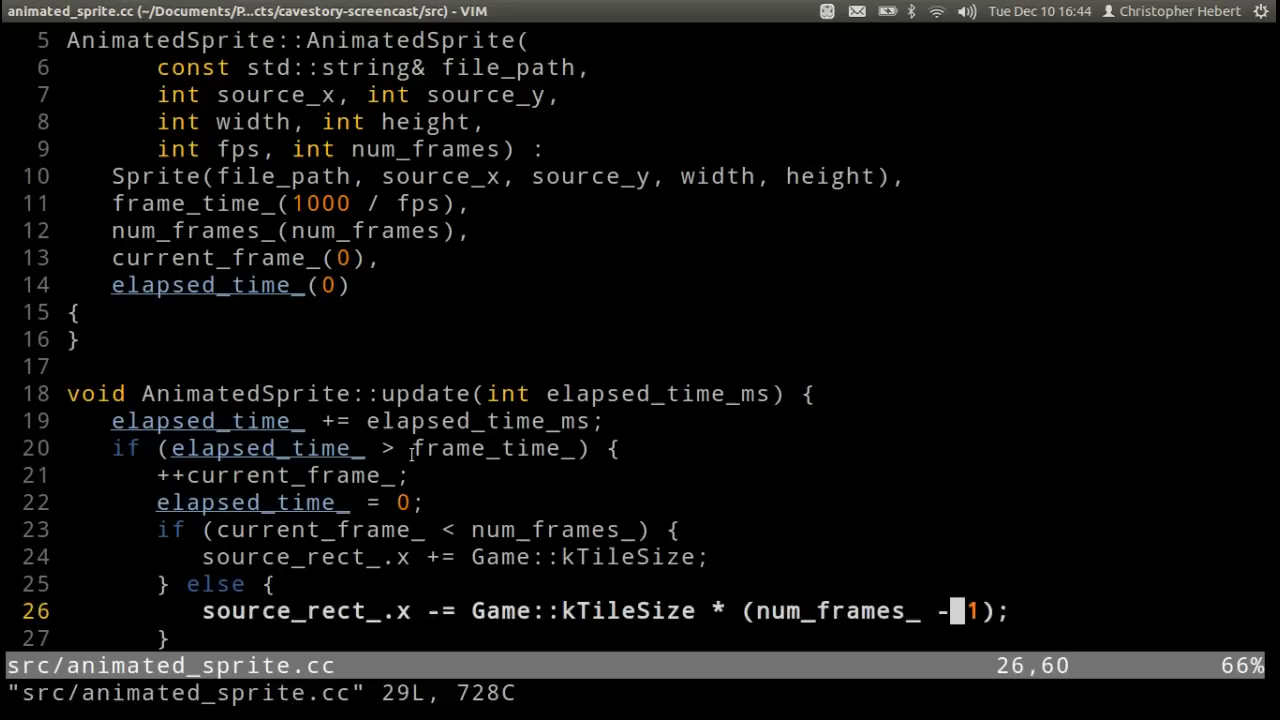 animated_sprite.cc (~/Documents/P...cts/cavestory-screencast/src) - VIM Tue Dec 10 16:44 Christopher Hebert
5 AnimatedSprite::AnimatedSprite(
6 const std::string& file_path,
7 int source_x, int source_y,
8 int width, int height,
9 int fps, int num_frames) :
10 Sprite(file_path, source_x, source_y, width, height),
11 frame_time_(1000 / fps),
12 num_frames_(num_frames),
13 current_frame_(0),
14 elapsed_time_(0)
15 {
16 }
17
18 void AnimatedSprite::update(int elapsed_time_ms) {
19 elapsed_time_ += elapsed_time_ms;
20 if (elapsed_time_ > frame_time_) {
21 ++current_frame_;
22 elapsed_time_ = 0;
23 if (current_frame_ < num_frames_) {
24 source_rect_.x += Game::kTileSize;
25 } else {
26 source_rect_.x -= Game::kTileSize * (num_frames_ - 1);
27 }
src/animated_sprite.cc 26,60 66%
"src/animated_sprite.cc" 29L, 728C